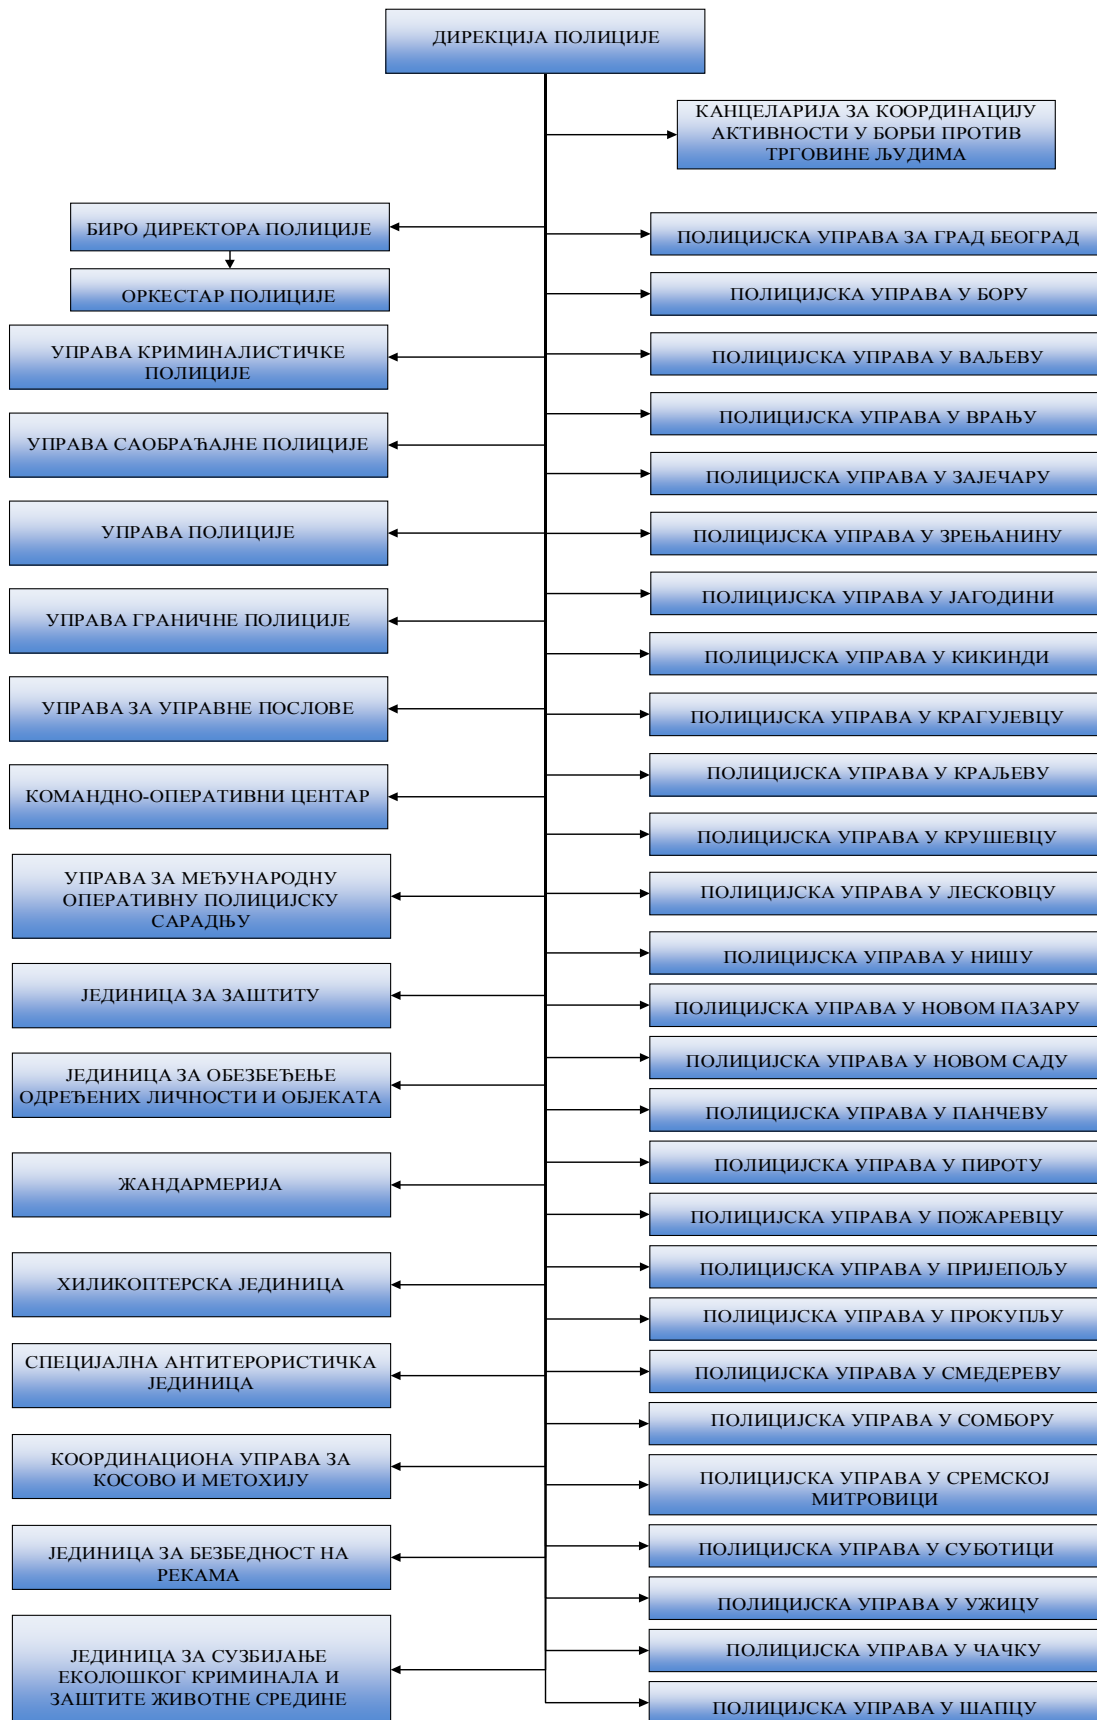 ДИРЕКЦИЈА ПОЛИЦИЈЕ
КАНЦЕЛАРИЈА ЗА КООРДИНАЦИЈУ
АКТИВНОСТИ У БОРБИ ПРОТИВ
ТРГОВИНЕ ЉУДИМА
БИРО ДИРЕКТОРА ПОЛИЦИЈЕ
ОРКЕСТАР ПОЛИЦИЈЕ
УПРАВА КРИМИНАЛИСТИЧКЕ
ПОЛИЦИЈЕ
УПРАВА САОБРАЋАЈНЕ ПОЛИЦИЈЕ
УПРАВА ПОЛИЦИЈЕ
УПРАВА ГРАНИЧНЕ ПОЛИЦИЈЕ
УПРАВА ЗА УПРАВНЕ ПОСЛОВЕ
КОМАНДНО-ОПЕРАТИВНИ ЦЕНТАР
УПРАВА ЗА МЕЂУНАРОДНУ
ОПЕРАТИВНУ ПОЛИЦИЈСКУ
САРАДЊУ
ЈЕДИНИЦА ЗА ЗАШТИТУ
ЈЕДИНИЦА ЗА ОБЕЗБЕЂЕЊЕ
ОДРЕЂЕНИХ ЛИЧНОСТИ И ОБЈЕКАТА
ЖАНДАРМЕРИЈА
ХИЛИКОПТЕРСКА ЈЕДИНИЦА
СПЕЦИЈАЛНА АНТИТЕРОРИСТИЧКА
ЈЕДИНИЦА
КООРДИНАЦИОНА УПРАВА ЗА
КОСОВО И МЕТОХИЈУ
ЈЕДИНИЦА ЗА БЕЗБЕДНОСТ НА
РЕКАМА
ЈЕДИНИЦА ЗА СУЗБИЈАЊЕ
ЕКОЛОШКОГ КРИМИНАЛА И
ЗАШТИТЕ ЖИВОТНЕ СРЕДИНЕ
ПОЛИЦИЈСКА УПРАВА ЗА ГРАД БЕОГРАД
ПОЛИЦИЈСКА УПРАВА У БОРУ
ПОЛИЦИЈСКА УПРАВА У ВАЉЕВУ
ПОЛИЦИЈСКА УПРАВА У ВРАЊУ
ПОЛИЦИЈСКА УПРАВА У ЗАЈЕЧАРУ
ПОЛИЦИЈСКА УПРАВА У ЗРЕЊАНИНУ
ПОЛИЦИЈСКА УПРАВА У ЈАГОДИНИ
ПОЛИЦИЈСКА УПРАВА У КИКИНДИ
ПОЛИЦИЈСКА УПРАВА У КРАГУЈЕВЦУ
ПОЛИЦИЈСКА УПРАВА У КРАЉЕВУ
ПОЛИЦИЈСКА УПРАВА У КРУШЕВЦУ
ПОЛИЦИЈСКА УПРАВА У ЛЕСКОВЦУ
ПОЛИЦИЈСКА УПРАВА У НИШУ
ПОЛИЦИЈСКА УПРАВА У НОВОМ ПАЗАРУ
ПОЛИЦИЈСКА УПРАВА У НОВОМ САДУ
ПОЛИЦИЈСКА УПРАВА У ПАНЧЕВУ
ПОЛИЦИЈСКА УПРАВА У ПИРОТУ
ПОЛИЦИЈСКА УПРАВА У ПОЖАРЕВЦУ
ПОЛИЦИЈСКА УПРАВА У ПРИЈЕПОЉУ
ПОЛИЦИЈСКА УПРАВА У ПРОКУПЉУ
ПОЛИЦИЈСКА УПРАВА У СМЕДЕРЕВУ
ПОЛИЦИЈСКА УПРАВА У СОМБОРУ
ПОЛИЦИЈСКА УПРАВА У СРЕМСКОЈ
МИТРОВИЦИ
ПОЛИЦИЈСКА УПРАВА У СУБОТИЦИ
ПОЛИЦИЈСКА УПРАВА У УЖИЦУ
ПОЛИЦИЈСКА УПРАВА У ЧАЧКУ
ПОЛИЦИЈСКА УПРАВА У ШАПЦУ